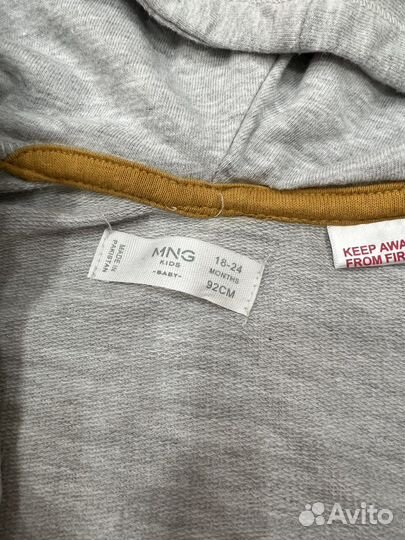 MADE IN
PAKISTAN
MNG
KIDS
-BABY-
18-24
MONTHS
92CM
KEEP AWA
FROM FIR
Avito